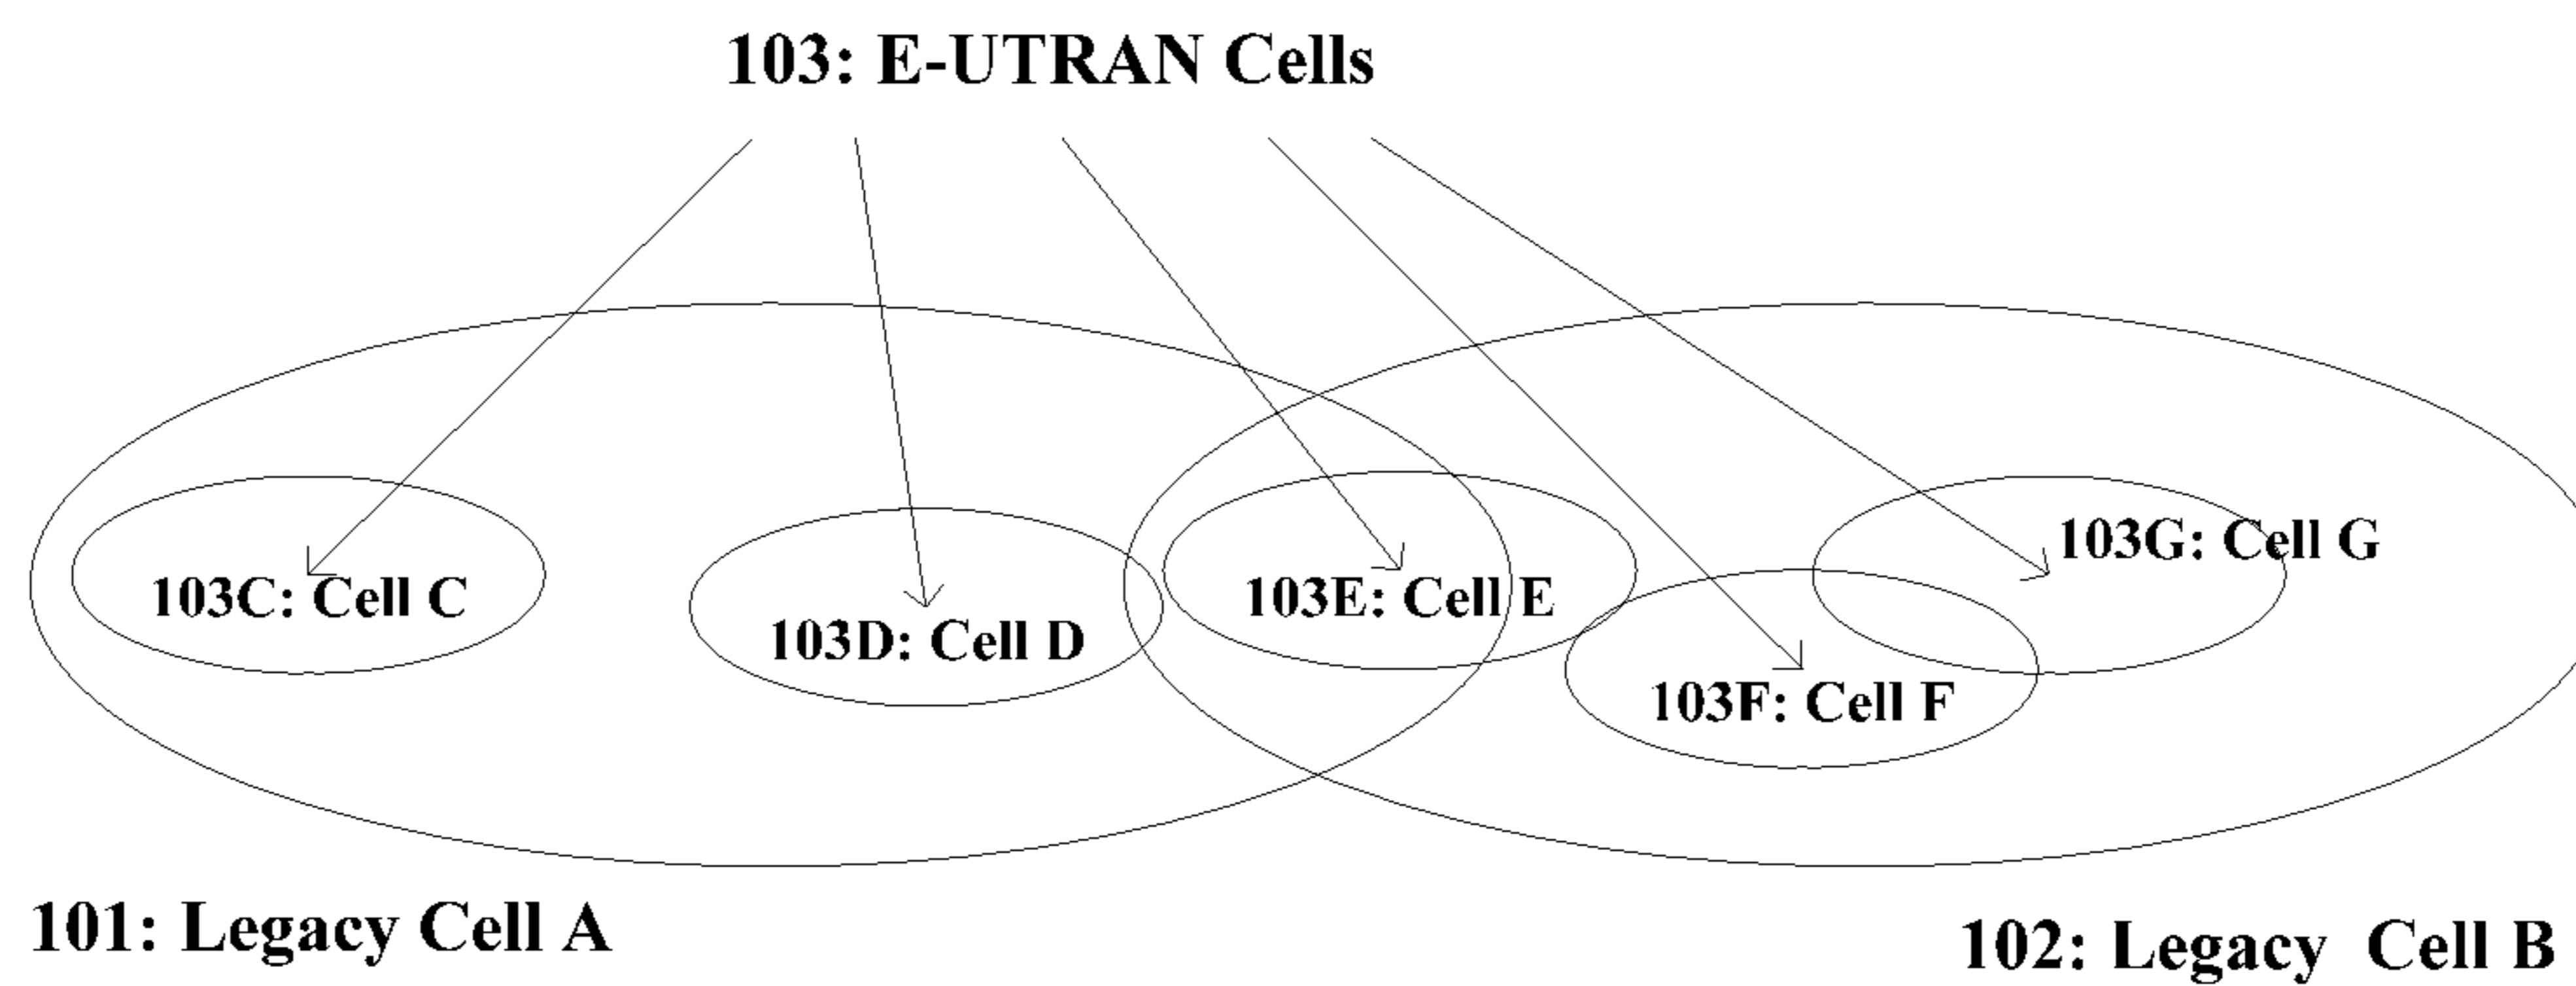 103: E-UTRAN Cells
103C: Cell C
103D: Cell D
103E: Cell E
103F: Cell F
103G: Cell G
101: Legacy Cell A
102: Legacy Cell B